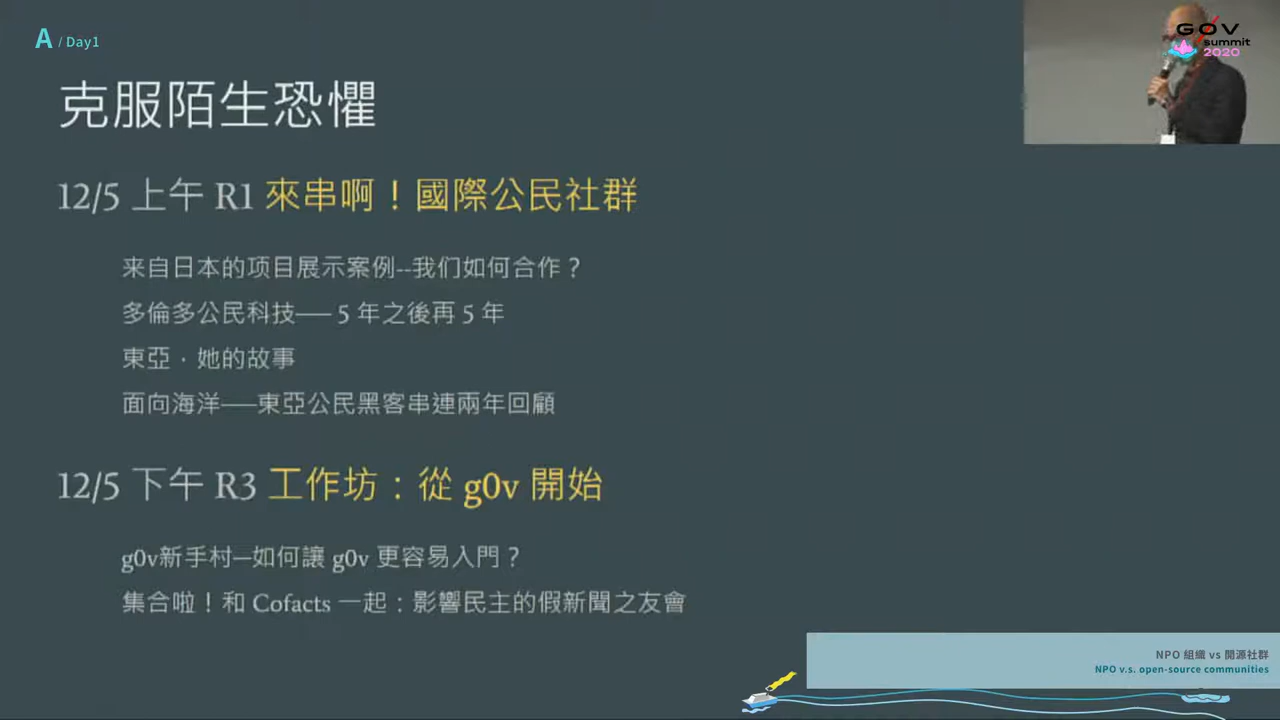 A / Day1
GOV
summit
2020
克服陌生恐懼
12/5 上午 R1 來串啊！國際公民社群
来自日本的项目展示案例--我们如何合作？
多倫多公民科技── 5 年之後再 5 年
東亞．她的故事
面向海洋──東亞公民黑客串連兩年回顧
12/5 下午 R3 工作坊：從 g0v 開始
g0v新手村─如何讓 g0v 更容易入門？
集合啦！和 Cofacts 一起：影響民主的假新聞之友會
NPO 組織 vs 開源社群
NPO v.s. open-source communities